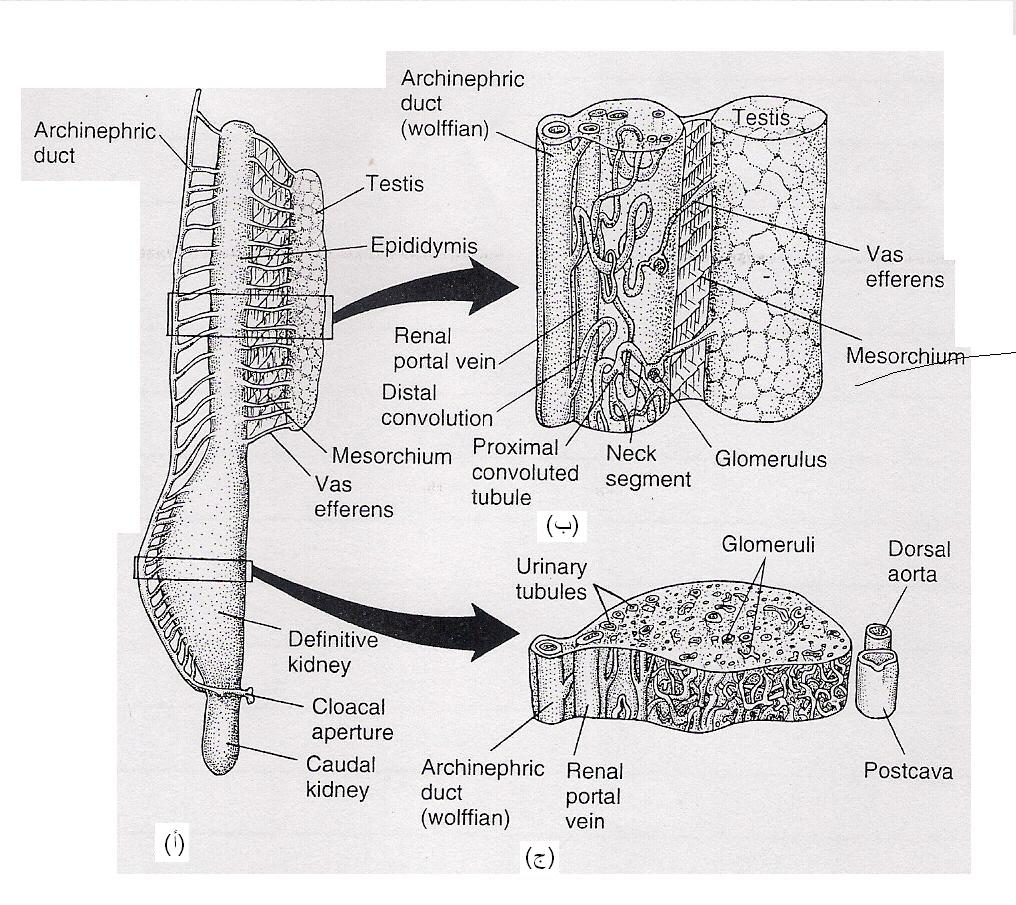 Archinephric
duct
Testis
Epididymis
Mesorchium
Vas
efferens
Definitive
kidney
Cloacal
aperture
Caudal
kidney
(أ)
Archinephric
duct
(wolffian)
Testis
Vas
efferens
Mesorchium
Renal
portal vein
Distal
convolution
Proximal
convoluted
tubule
Neck
segment
Glomerulus
(ب)
Urinary
tubules
Glomeruli
Dorsal
aorta
Archinephric
duct
(wolffian)
Renal
portal
vein
Postcava
(ج)